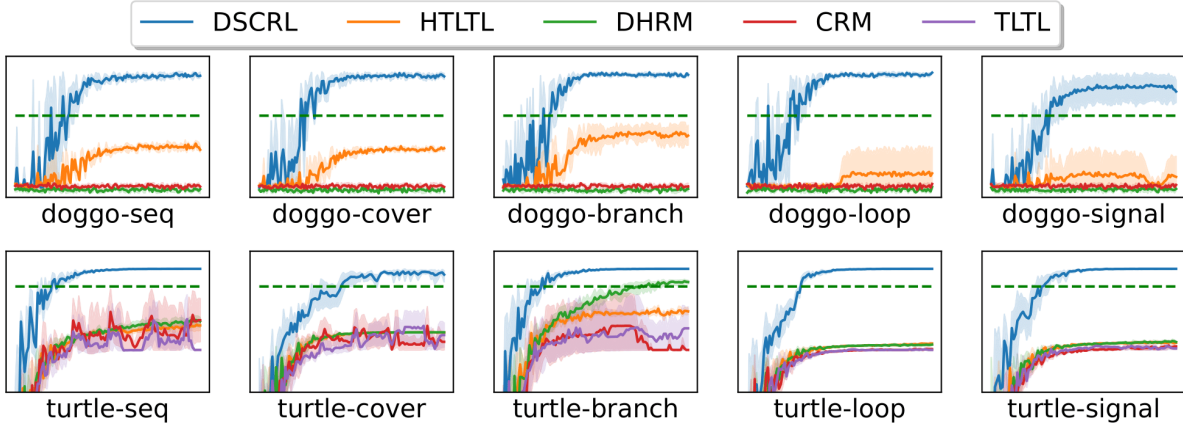 DSCRL HTLTL DHRM CRM TLTL
doggo-seq doggo-cover doggo-branch doggo-loop doggo-signal
turtle-seq turtle-cover turtle-branch turtle-loop turtle-signal